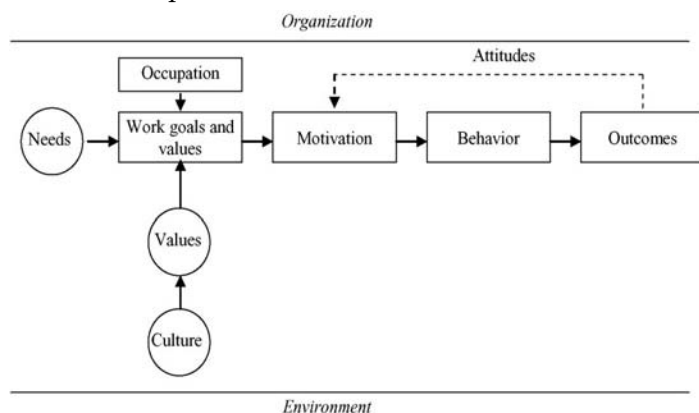 Organization
Attitudes
Occupation
Needs
Work goals and
values
Motivation
Behavior
Outcomes
Values
Culture
Environment